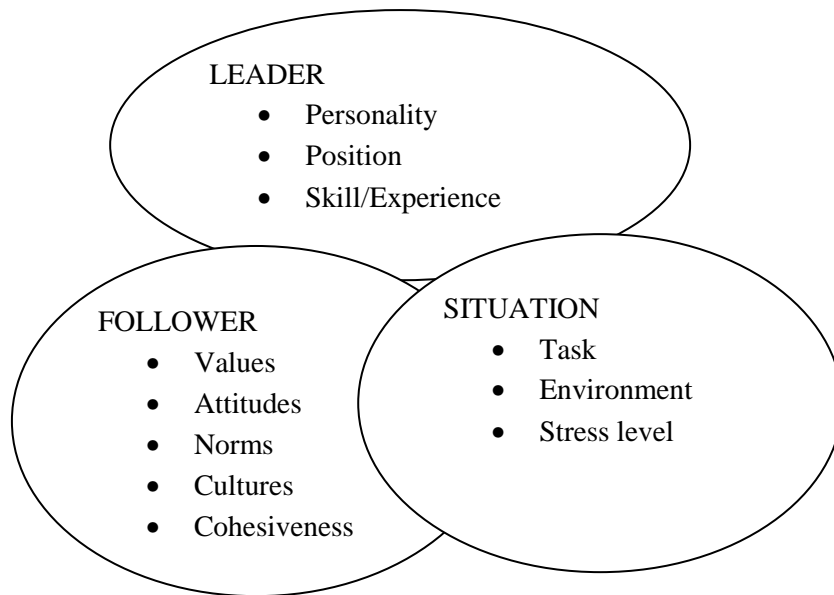 LEADER
• Personality
• Position
• Skill/Experience
FOLLOWER
• Values
• Attitudes
• Norms
• Cultures
• Cohesiveness
SITUATION
• Task
• Environment
• Stress level